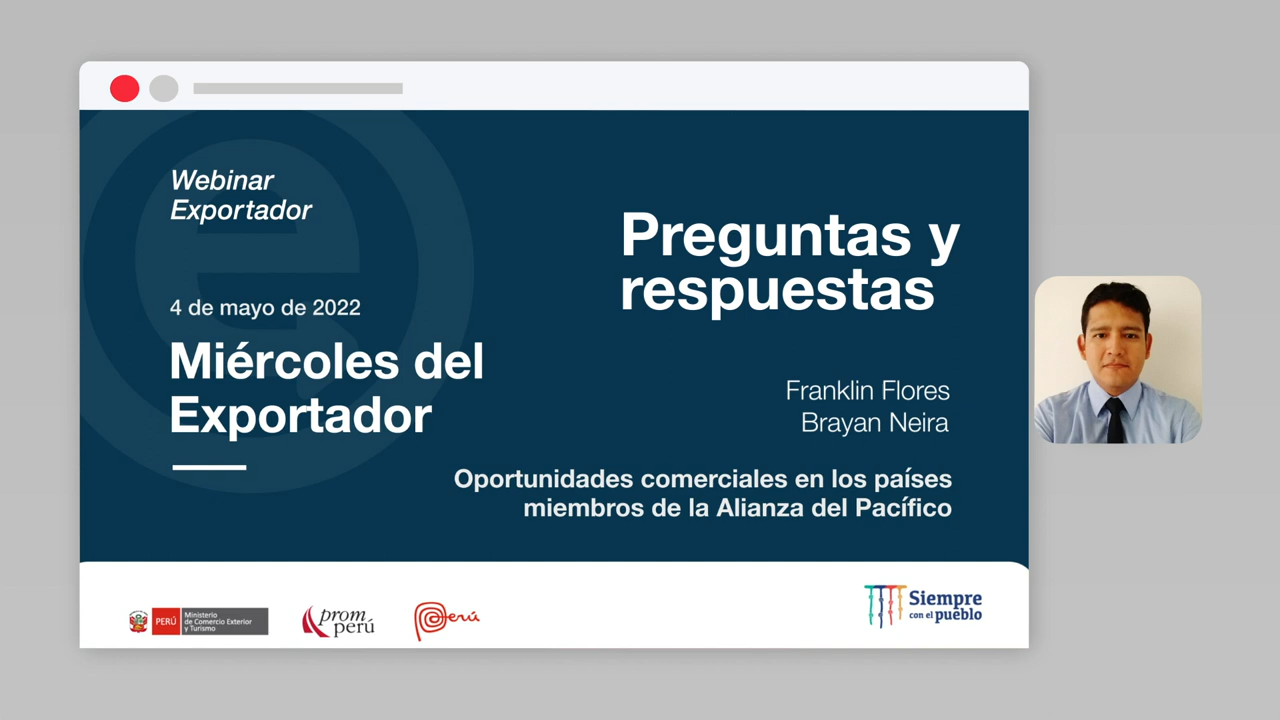 Webinar
Exportador
4 de mayo de 2022
Miércoles del
Exportador
Preguntas y
respuestas
Franklin Flores
Brayan Neira
Oportunidades comerciales en los países
miembros de la Alianza del Pacífico
PERÚ
Ministerio
de Comercio Exterior
y Turismo
prom
perú
Perú
Siempre
con el pueblo